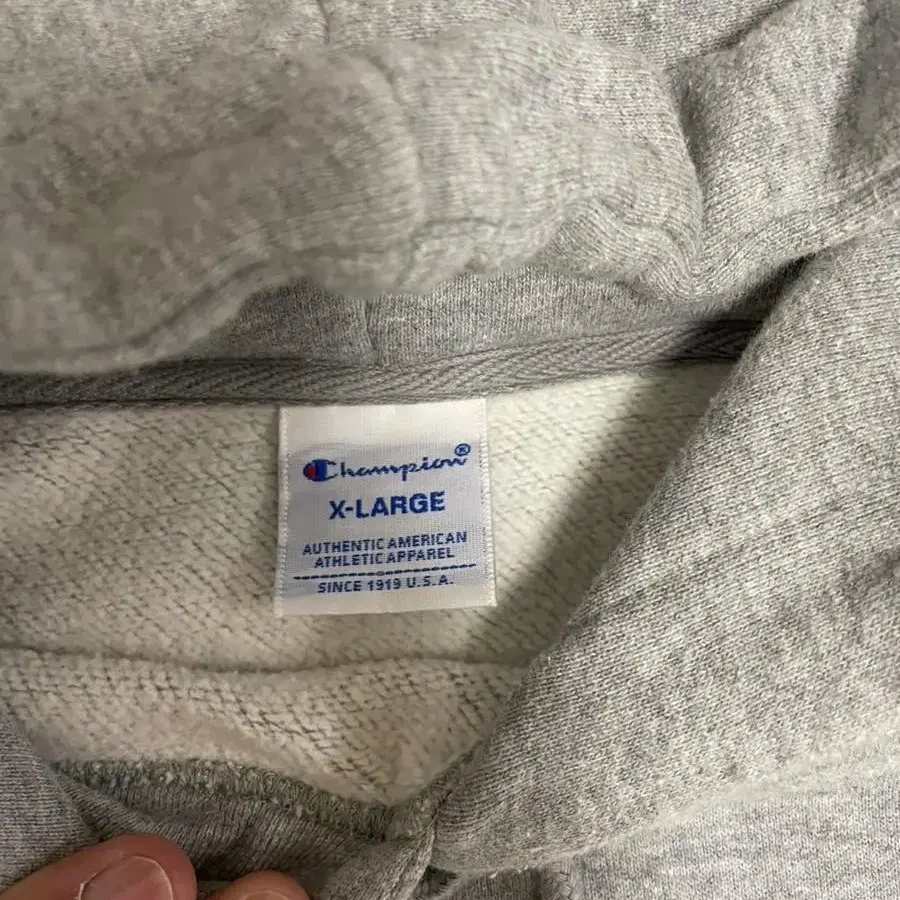 Champion®
X-LARGE
AUTHENTIC AMERICAN
ATHLETIC APPAREL
SINCE 1919 U.S.A.